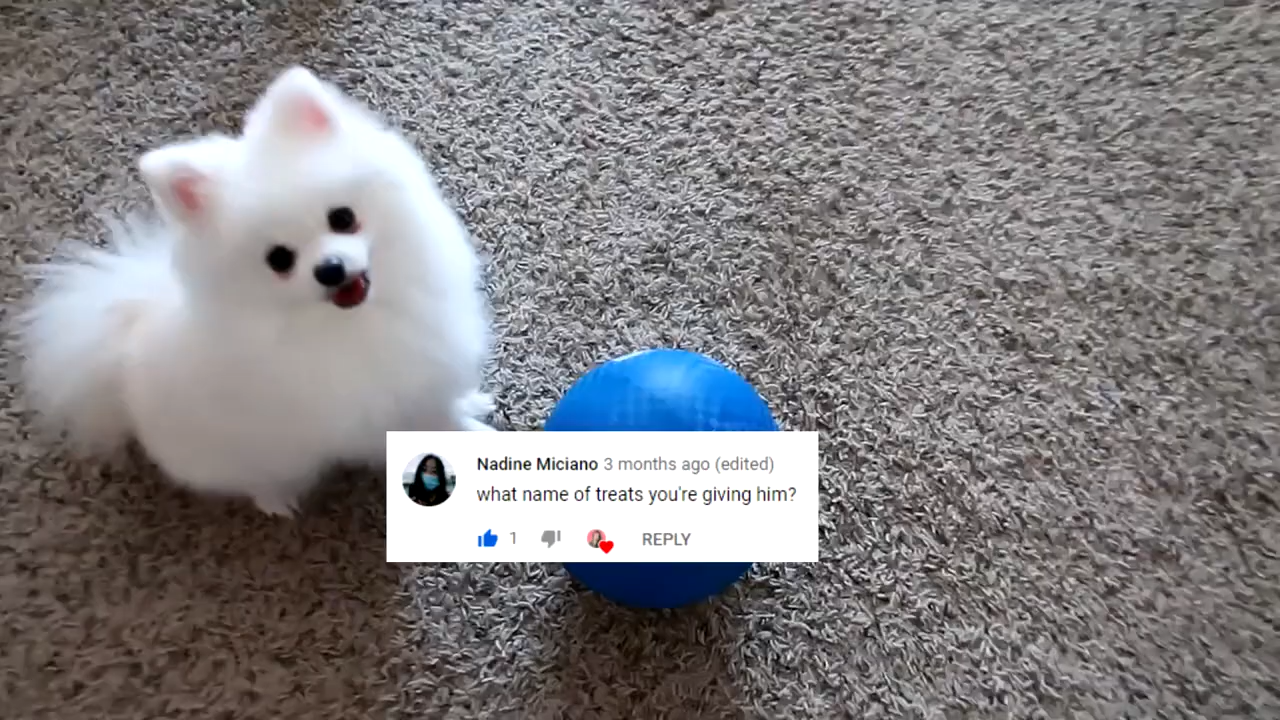 Nadine Miciano 3 months ago (edited)
what name of treats you're giving him?
1 REPLY